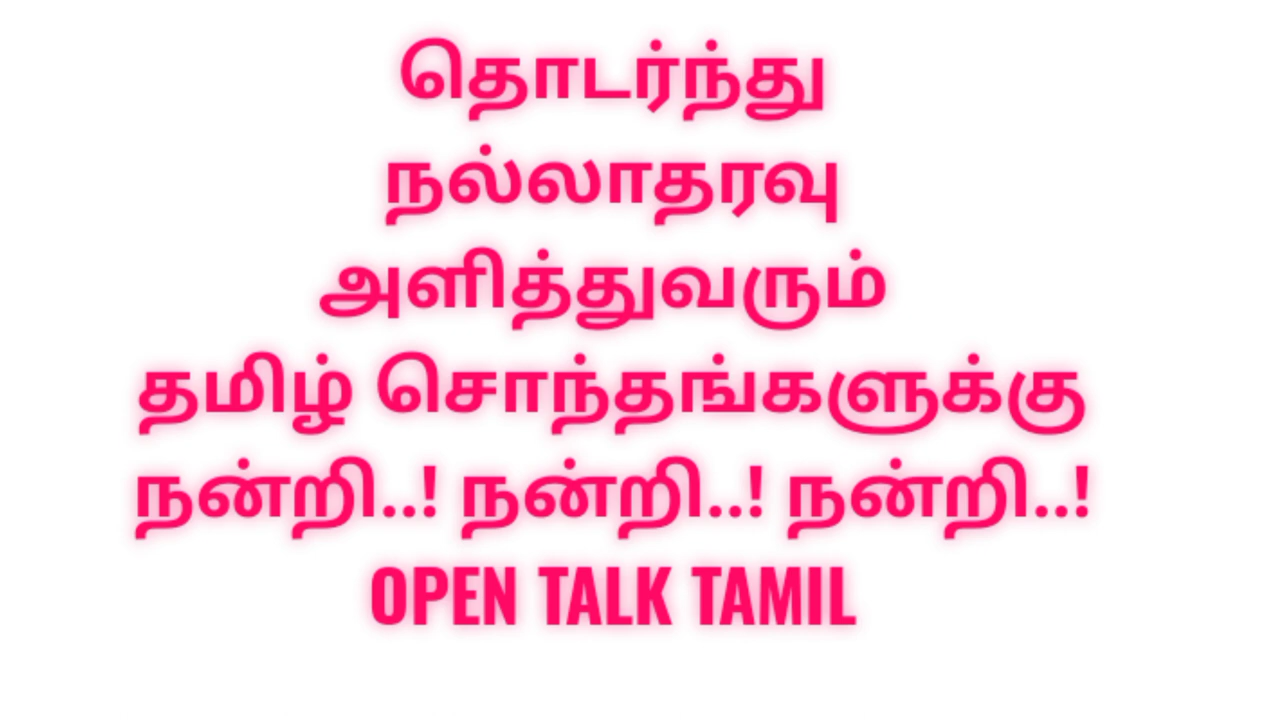 தொடர்ந்து
நல்லாதரவு
அளித்துவரும்
தமிழ் சொந்தங்களுக்கு
நன்றி..! நன்றி..! நன்றி..!
OPEN TALK TAMIL